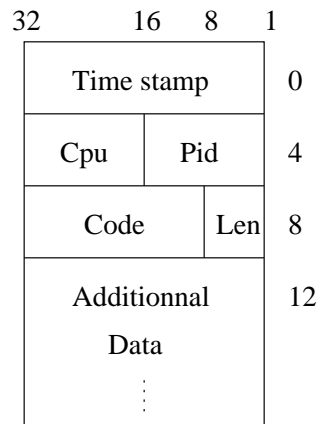 32 16 8 1
Time stamp 0
Cpu Pid 4
Code Len 8
Additionnal 12
Data